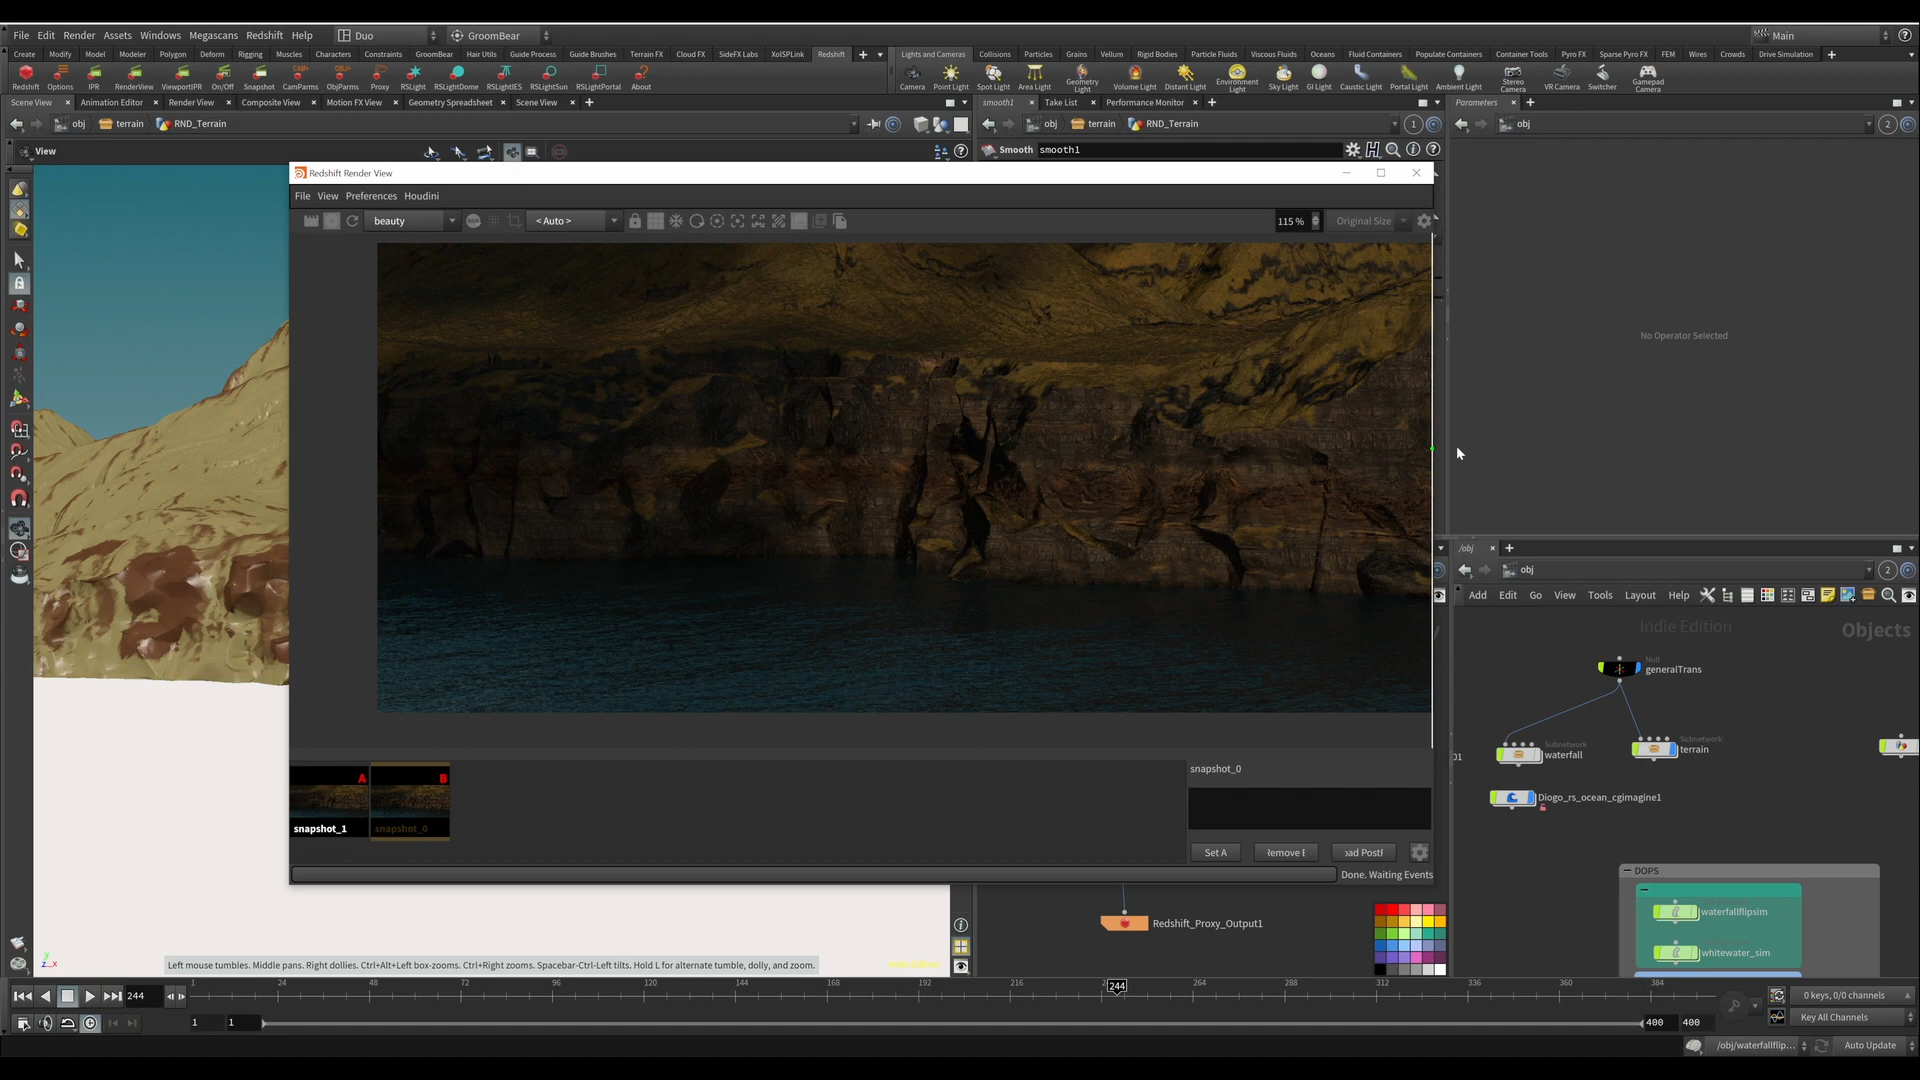 File Edit Render Assets Windows Megascans Redshift Help Duo GroomBear Main
Create Modify Model Modeler Polygon Deform Rigging Muscles Characters Constraints GroomBear Hair Utils Guide Process Guide Brushes Terrain FX Cloud FX SideFX Labs XolSPLink Redshift Lights and Cameras Collisions Particles Grains Vellum Rigid Bodies Particle Fluids Viscous Fluids Oceans Fluid Containers Populate Containers Container Tools Pyro FX Sparse Pyro FX FEM Wires Crowds Drive Simulation
Redshift Options IPR RenderView ViewportIPR On/Off Snapshot CamParms ObjParms Proxy RSLight RSLightDome RSLightIES RSLightSun RSLightPortal About Camera Point Light Spot Light Area Light Geometry Light Volume Light Distant Light Environment Light Sky Light GI Light Caustic Light Portal Light Ambient Light Stereo Camera VR Camera Switcher Gamepad Camera
Scene View Animation Editor Render View Composite View Motion FX View Geometry Spreadsheet Scene View smooth1 Take List Performance Monitor Parameters
obj terrain RND_Terrain obj terrain RND_Terrain 1 obj 2
View Smooth smooth1
Redshift Render View
File View Preferences Houdini
beauty < Auto > 115 % Original Size
No Operator Selected
/obj
obj 2
Add Edit Go View Tools Layout Help
Indie Edition Objects
Null
generalTrans
Subnetwork
waterfall
Subnetwork
terrain
01
Diogo_rs_ocean_cgimagine1
A B
snapshot_1 snapshot_0
snapshot_0
Set A
Done. Waiting Events
DOPS
waterfallflipsim
whitewater_sim
Redshift_Proxy_Output1
Left mouse tumbles. Middle pans. Right dollies. Ctrl+Alt+Left box-zooms. Ctrl+Right zooms. Spacebar-Ctrl-Left tilts. Hold L for alternate tumble, dolly, and zoom.
y
z x
244 1 24 48 72 96 120 144 168 192 216 244 264 288 312 336 360 384
0 keys, 0/0 channels
1 1 400 400 Key All Channels
/obj/waterfallflip... Auto Update